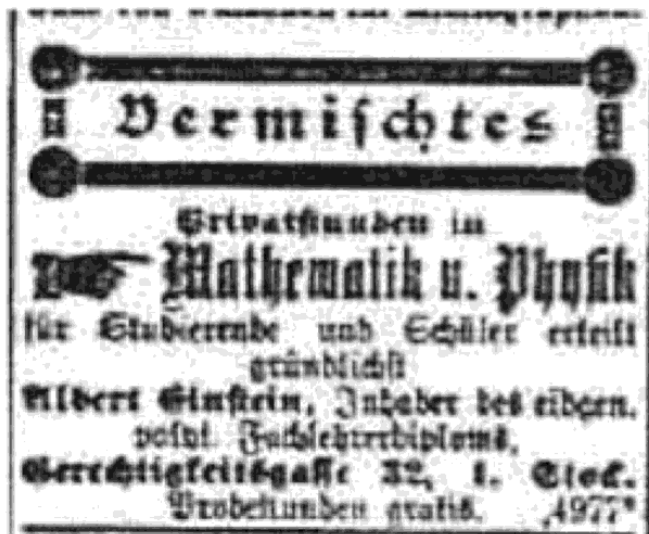 Vermischtes
Privatstunden in
Mathematik u. Physik
für Studierende und Schüler erteilt
gründlichst
Albert Einstein, Inhaber des eidgen.
polyt. Fachlehrerdiploms,
Gerechtigkeitsgasse 32, 1. Stock.
Probestunden gratis. 4977